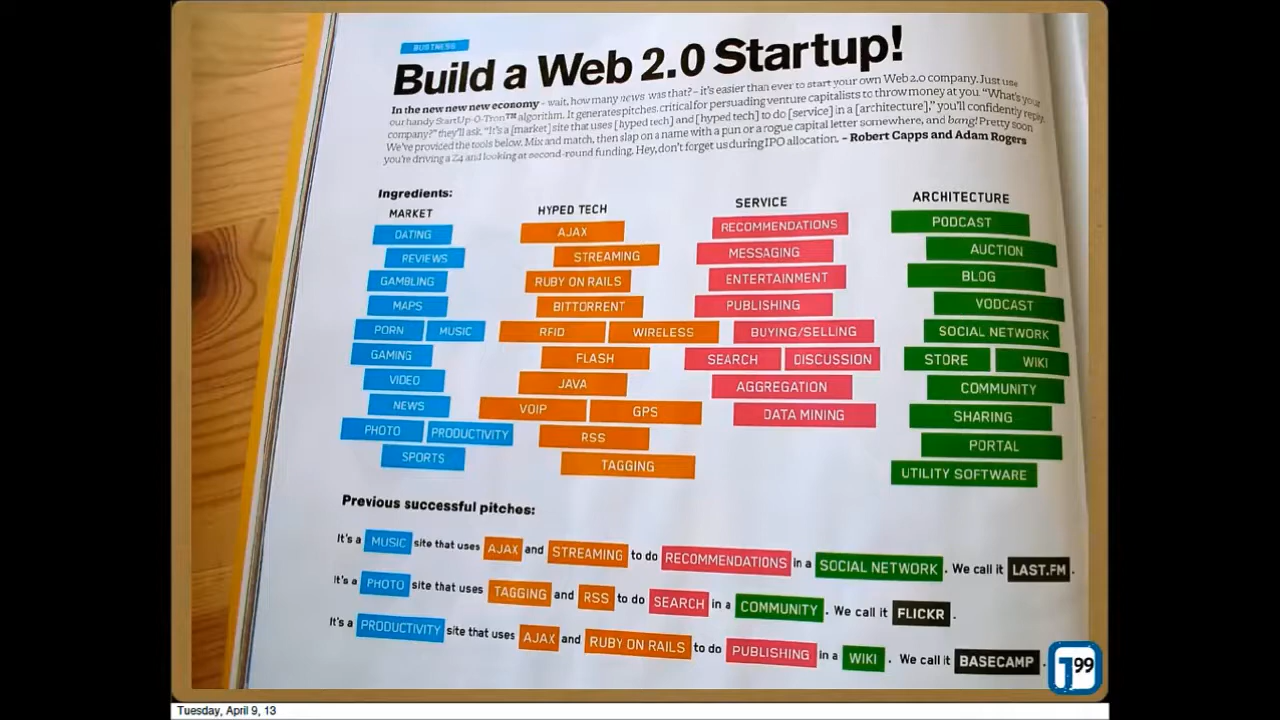 BUSINESS
Build a Web 2.0 Startup!
In the new new new economy - wait, how many news was that? - it's easier than ever to start your own Web 2.0 company. Just use
our handy StartUp-O-Tron™ algorithm. It generates pitches, critical for persuading venture capitalists to throw money at you. "What's your
company?" they'll ask. "It's a [market] site that uses [hyped tech] and [hyped tech] to do [service] in a [architecture]," you'll confidently reply.
We've provided the tools below. Mix and match, then slap on a name with a pun or a rogue capital letter somewhere, and bang! Pretty soon
you're driving a Z4 and looking at second-round funding. Hey, don't forget us during IPO allocation. – Robert Capps and Adam Rogers
Ingredients:
MARKET HYPED TECH SERVICE ARCHITECTURE
DATING AJAX RECOMMENDATIONS PODCAST
REVIEWS STREAMING MESSAGING AUCTION
GAMBLING RUBY ON RAILS ENTERTAINMENT BLOG
MAPS BITTORRENT PUBLISHING VODCAST
PORN MUSIC RFID WIRELESS BUYING/SELLING SOCIAL NETWORK
GAMING FLASH SEARCH DISCUSSION STORE WIKI
VIDEO JAVA AGGREGATION COMMUNITY
NEWS VOIP GPS DATA MINING SHARING
PHOTO PRODUCTIVITY RSS PORTAL
SPORTS TAGGING UTILITY SOFTWARE
Previous successful pitches:
It's a MUSIC site that uses AJAX and STREAMING to do RECOMMENDATIONS in a SOCIAL NETWORK. We call it LAST.FM.
It's a PHOTO site that uses TAGGING and RSS to do SEARCH in a COMMUNITY. We call it FLICKR.
It's a PRODUCTIVITY site that uses AJAX and RUBY ON RAILS to do PUBLISHING in a WIKI. We call it BASECAMP.
T99
Tuesday, April 9, 13